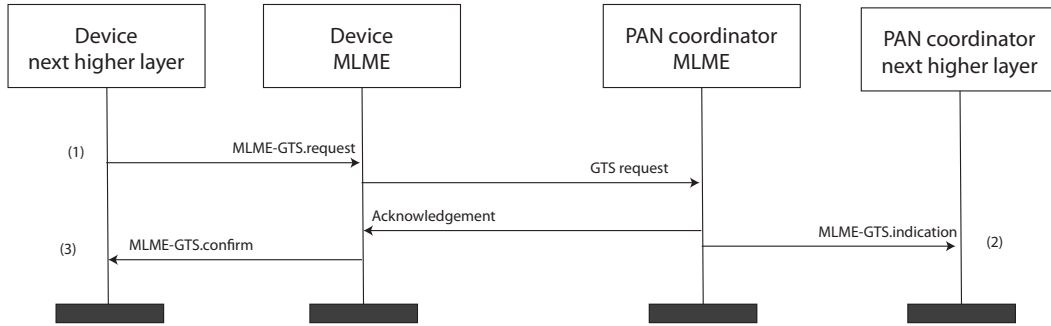 Device
next higher layer
Device
MLME
PAN coordinator
MLME
PAN coordinator
next higher layer
(1)
MLME-GTS.request
GTS request
Acknowledgement
(3)
MLME-GTS.confirm
MLME-GTS.indication
(2)